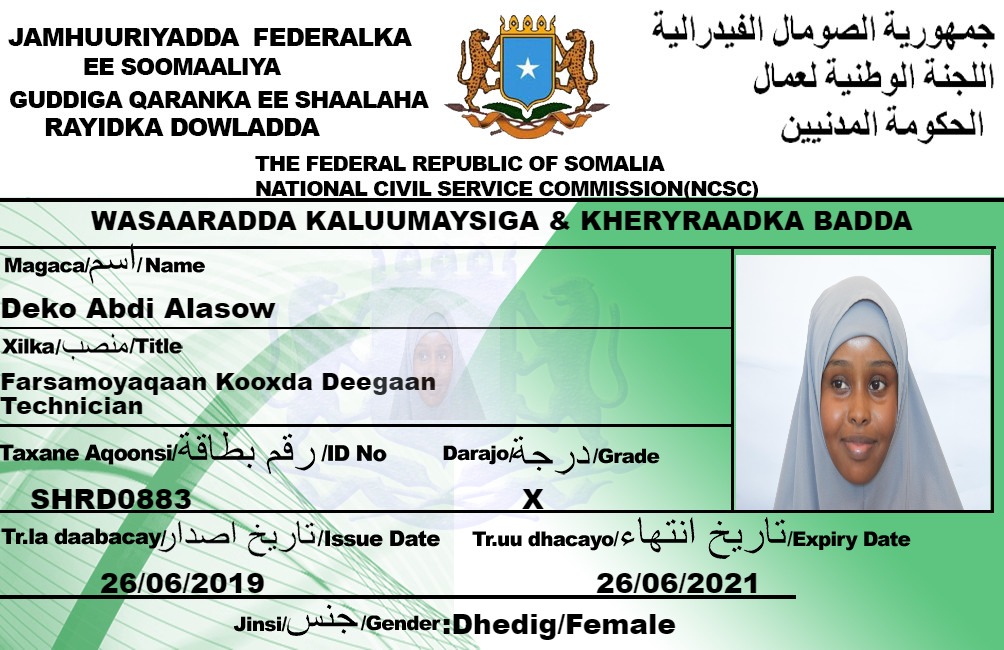 JAMHUURIYADDA FEDERALKA
EE SOOMAALIYA
GUDDIGA QARANKA EE SHAALAHA
RAYIDKA DOWLADDA
جمهورية الصومال الفيدرالية
اللجنة الوطنية لعمال
الحكومة المدنيين
THE FEDERAL REPUBLIC OF SOMALIA
NATIONAL CIVIL SERVICE COMMISSION(NCSC)
WASAARADDA KALUUMAYSIGA & KHERYRAADKA BADDA
Magaca/اسم/Name
Deko Abdi Alasow
Xilka/منصب/Title
Farsamoyaqaan Kooxda Deegaan
Technician
Taxane Aqoonsi/رقم بطاقة/ID No
SHRD0883
Darajo/درجة/Grade
X
Tr.la daabacay/تاريخ اصدار/Issue Date
26/06/2019
Tr.uu dhacayo/تاريخ انتهاء/Expiry Date
26/06/2021
Jinsi/جنس/Gender:Dhedig/Female